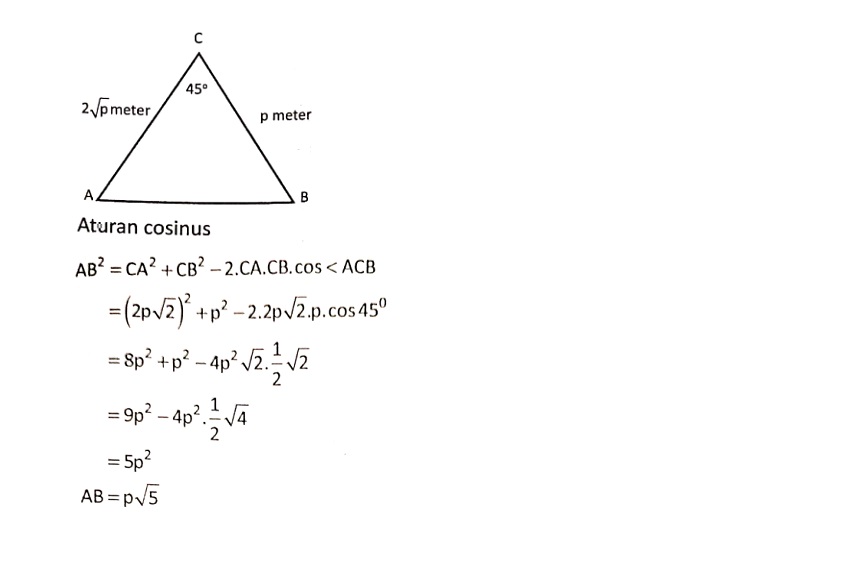 C
45°
2√p meter
p meter
A
B
Aturan cosinus
AB² = CA² + CB² – 2.CA.CB.cos < ACB
= (2p√2)² + p² – 2.2p√2.p.cos 45⁰
= 8p² + p² – 4p² √2. 1/2 √2
= 9p² – 4p². 1/2 √4
= 5p²
AB = p√5